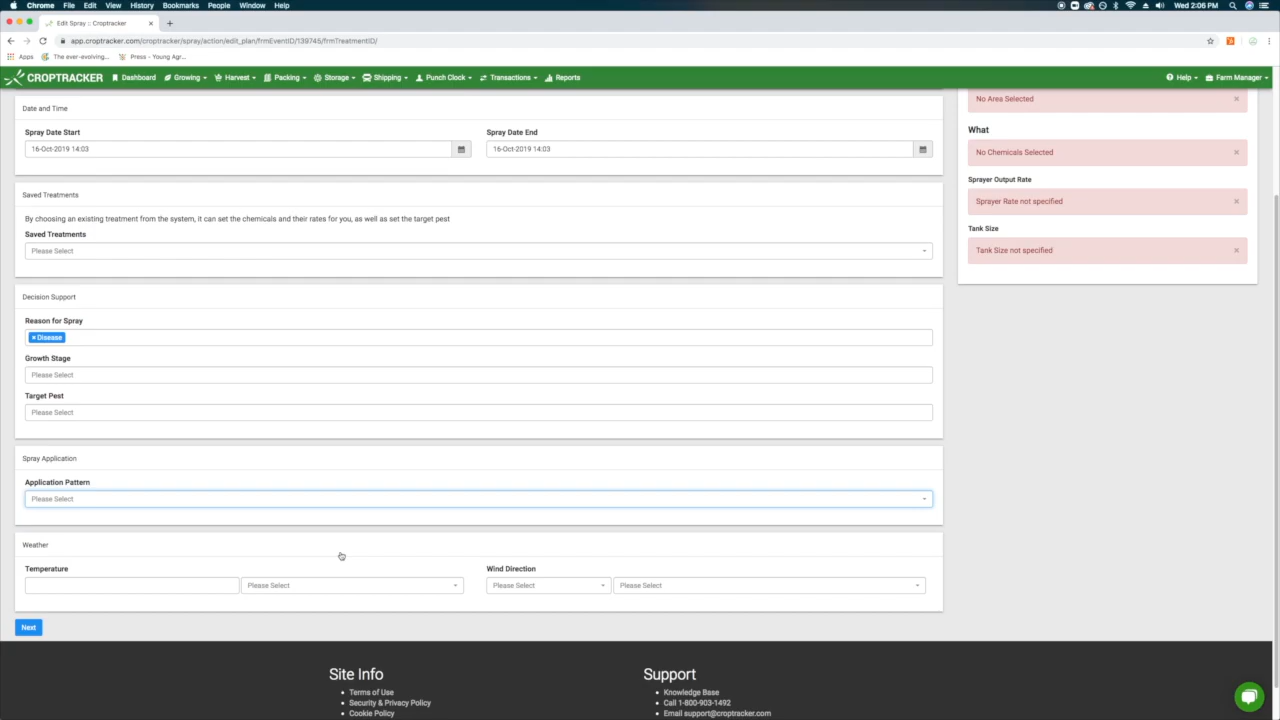 Chrome File Edit View History Bookmarks People Window Help Wed 2:06 PM
Edit Spray :: Croptracker
app.croptracker.com/croptracker/spray/action/edit_plan/frmEventID/139745/frmTreatmentID/
Apps The ever-evolving... Press - Young Agr...
CROPTRACKER Dashboard Growing Harvest Packing Storage Shipping Punch Clock Transactions Reports Help Farm Manager
Date and Time
Spray Date Start Spray Date End
16-Oct-2019 14:03 16-Oct-2019 14:03
Saved Treatments
By choosing an existing treatment from the system, it can set the chemicals and their rates for you, as well as set the target pest
Saved Treatments
Please Select
Decision Support
Reason for Spray
× Disease
Growth Stage
Please Select
Target Pest
Please Select
Spray Application
Application Pattern
Please Select
Weather
Temperature Wind Direction
Please Select Please Select Please Select
Next
No Area Selected ×
What
No Chemicals Selected ×
Sprayer Output Rate
Sprayer Rate not specified ×
Tank Size
Tank Size not specified ×
Site Info
Terms of Use
Security & Privacy Policy
Cookie Policy
Support
Knowledge Base
Call 1-800-903-1492
Email support@croptracker.com